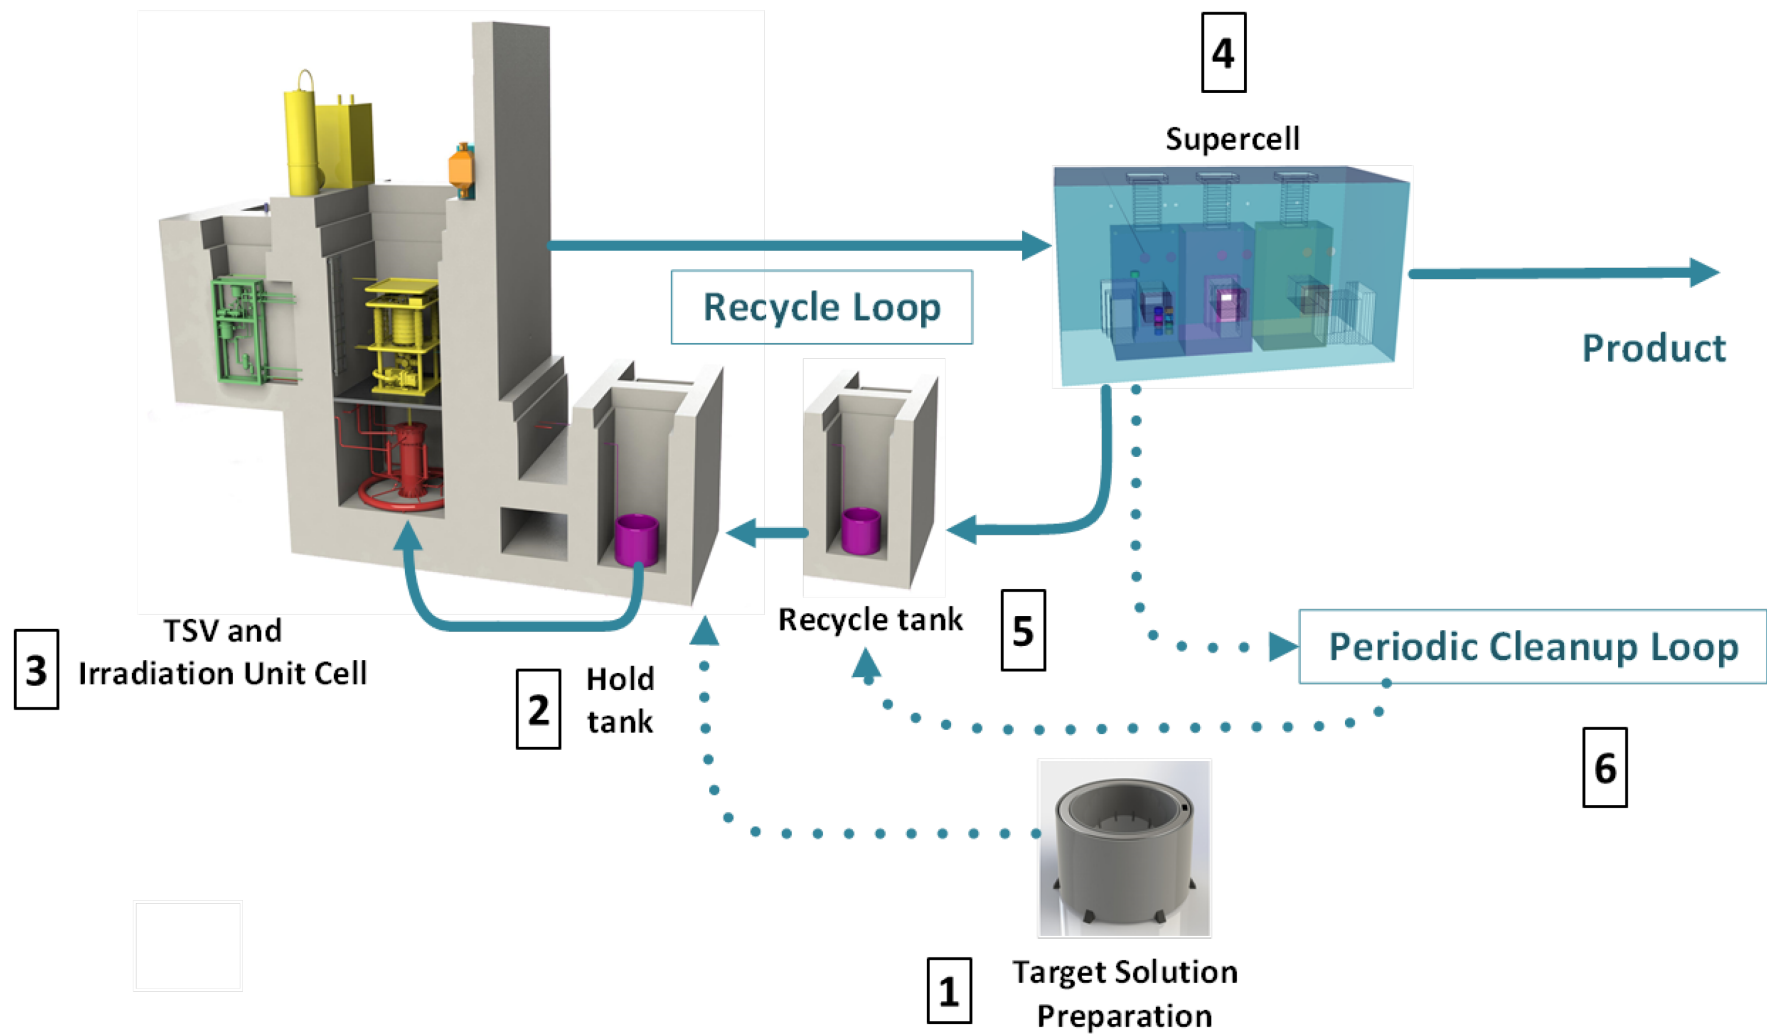 4
Supercell
Recycle Loop
Product
3
TSV and
Irradiation Unit Cell
2
Hold
tank
Recycle tank
5
Periodic Cleanup Loop
6
1
Target Solution
Preparation